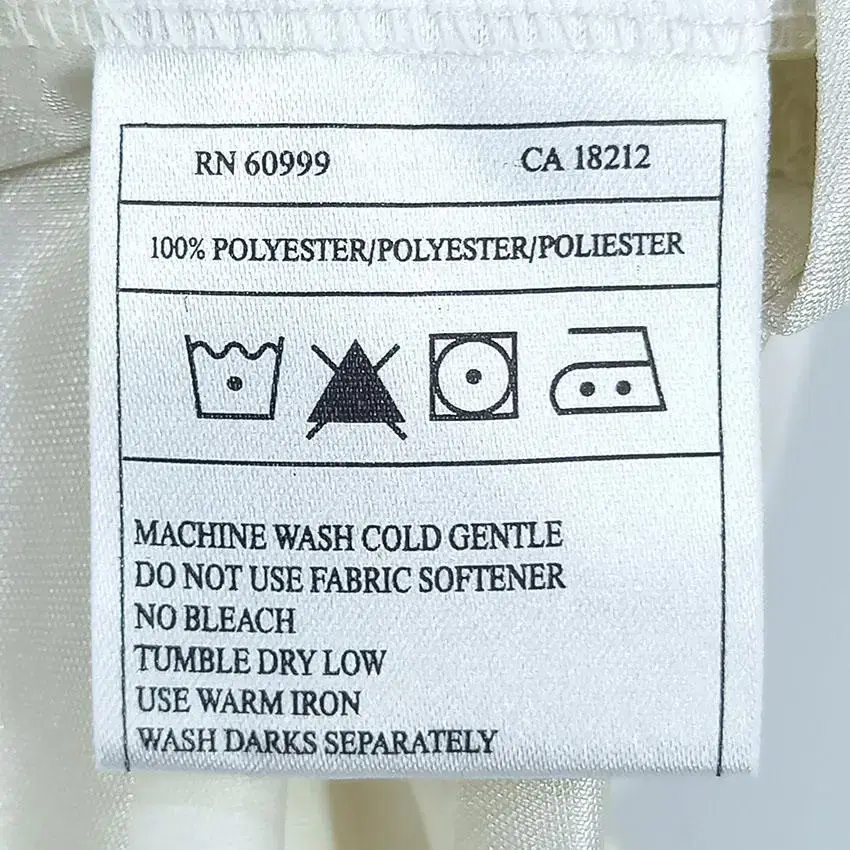 RN 60999 CA 18212
100% POLYESTER/POLYESTER/POLIESTER
MACHINE WASH COLD GENTLE
DO NOT USE FABRIC SOFTENER
NO BLEACH
TUMBLE DRY LOW
USE WARM IRON
WASH DARKS SEPARATELY